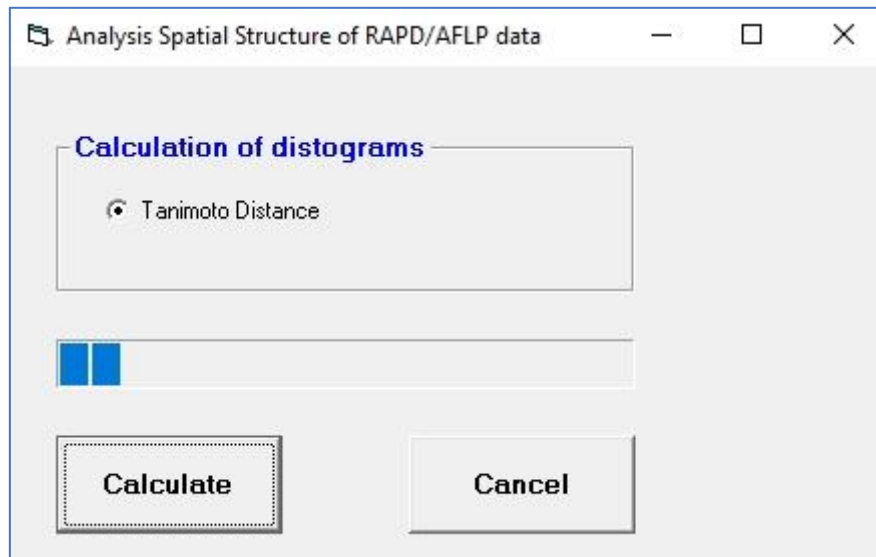 Analysis Spatial Structure of RAPD/AFLP data
Calculation of distograms
Tanimoto Distance
Calculate
Cancel